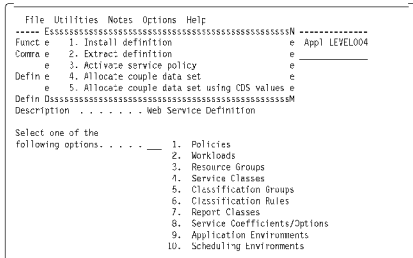 File Utilities Notes Options Help
----- EssssssssssssssssssssssssssssssssssssssssssssssN --------------
Funct e 1. Install definition e Appl LEVEL004
Comma e 2. Extract definition e
e 3. Activate service policy e
Defin e 4. Allocate couple data set e
e 5. Allocate couple data set using CDS values e
Defin DssssssssssssssssssssssssssssssssssssssssssssssM
Description . . . . . . . Web Service Definition
Select one of the
following options. . . . . ___ 1. Policies
2. Workloads
3. Resource Groups
4. Service Classes
5. Classification Groups
6. Classification Rules
7. Report Classes
8. Service Coefficients/Options
9. Application Environments
10. Scheduling Environments